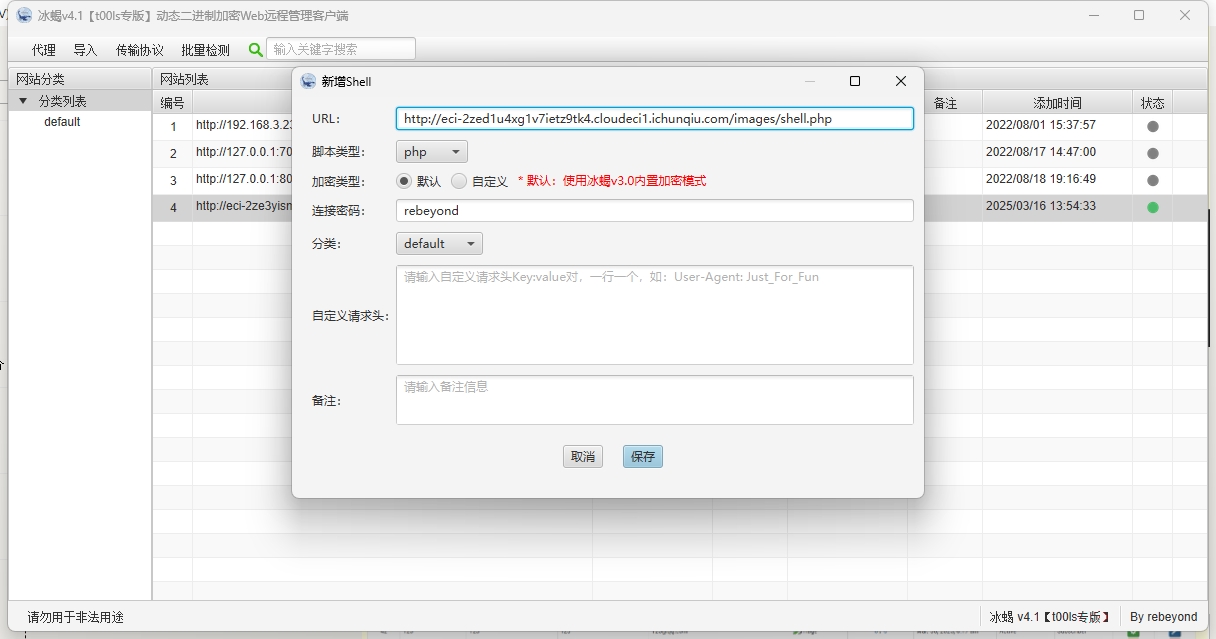 冰蝎v4.1【t00ls专版】动态二进制加密Web远程管理客户端
代理 导入 传输协议 批量检测 输入关键字搜索
网站分类 网站列表
分类列表 编号 备注 添加时间 状态
default
1 http://192.168.3.23 2022/08/01 15:37:57
2 http://127.0.0.1:70 2022/08/17 14:47:00
3 http://127.0.0.1:80 2022/08/18 19:16:49
4 http://eci-2ze3yisn 2025/03/16 13:54:33
新增Shell
URL: http://eci-2zed1u4xg1v7ietz9tk4.cloudeci1.ichunqiu.com/images/shell.php
脚本类型: php
加密类型: 默认 自定义 * 默认：使用冰蝎v3.0内置加密模式
连接密码: rebeyond
分类: default
自定义请求头: 请输入自定义请求头Key:value对，一行一个，如：User-Agent: Just_For_Fun
备注: 请输入备注信息
取消 保存
请勿用于非法用途 冰蝎 v4.1【t00ls专版】 By rebeyond